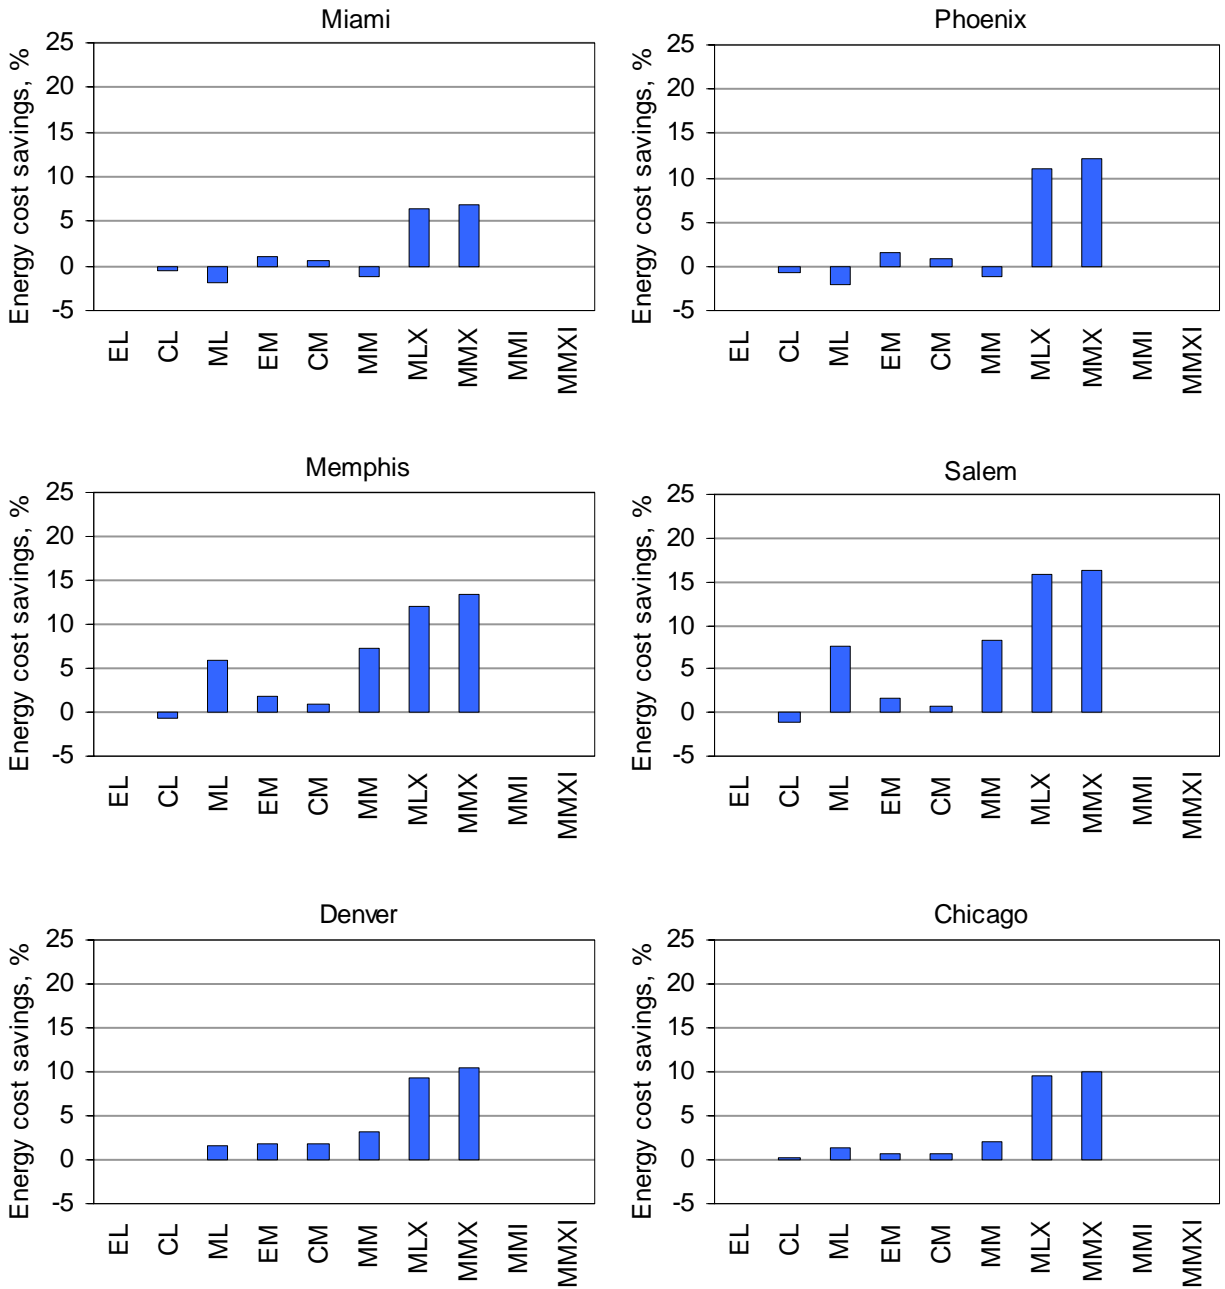 Miami
Energy cost savings, %
25
20
15
10
5
0
-5
EL
CL
ML
EM
CM
MM
MLX
MMX
MMI
MMXI
Phoenix
Energy cost savings, %
25
20
15
10
5
0
-5
EL
CL
ML
EM
CM
MM
MLX
MMX
MMI
MMXI
Memphis
Energy cost savings, %
25
20
15
10
5
0
-5
EL
CL
ML
EM
CM
MM
MLX
MMX
MMI
MMXI
Salem
Energy cost savings, %
25
20
15
10
5
0
-5
EL
CL
ML
EM
CM
MM
MLX
MMX
MMI
MMXI
Denver
Energy cost savings, %
25
20
15
10
5
0
-5
EL
CL
ML
EM
CM
MM
MLX
MMX
MMI
MMXI
Chicago
Energy cost savings, %
25
20
15
10
5
0
-5
EL
CL
ML
EM
CM
MM
MLX
MMX
MMI
MMXI